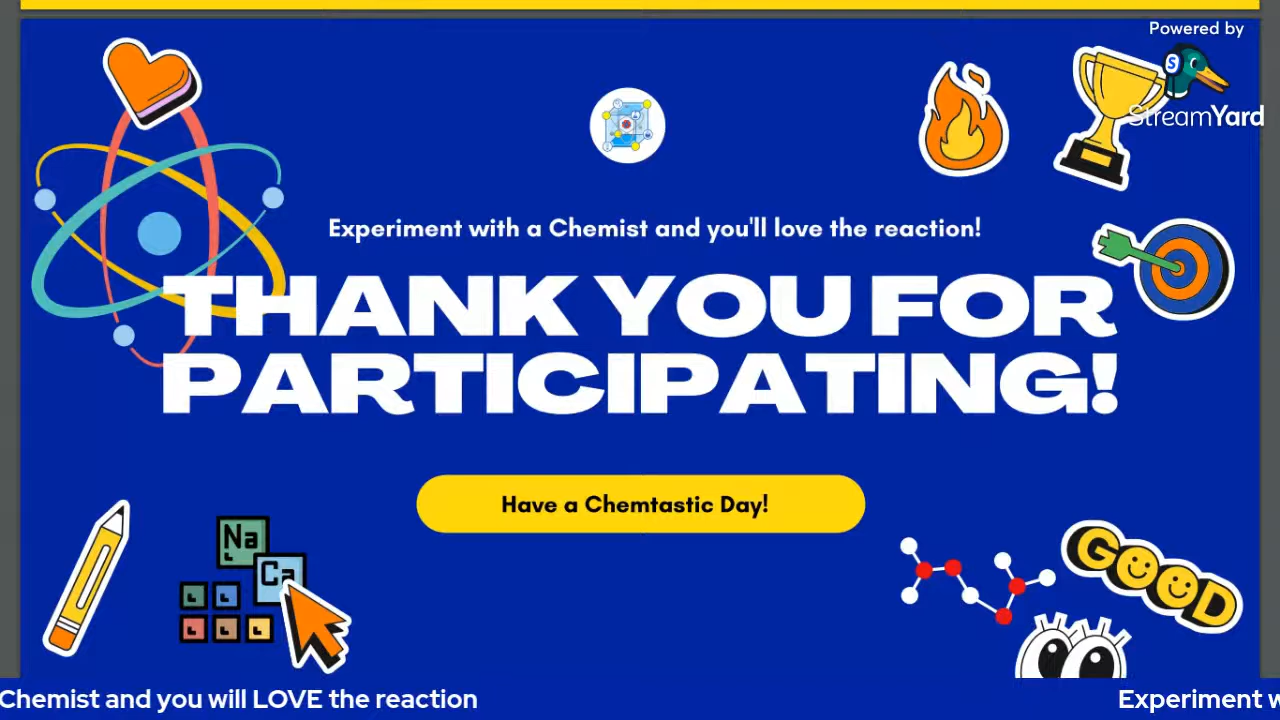 Powered by
StreamYard
Experiment with a Chemist and you'll love the reaction!
THANK YOU FOR
PARTICIPATING!
Have a Chemtastic Day!
Na
Ca
GOOD
Chemist and you will LOVE the reaction
Experiment